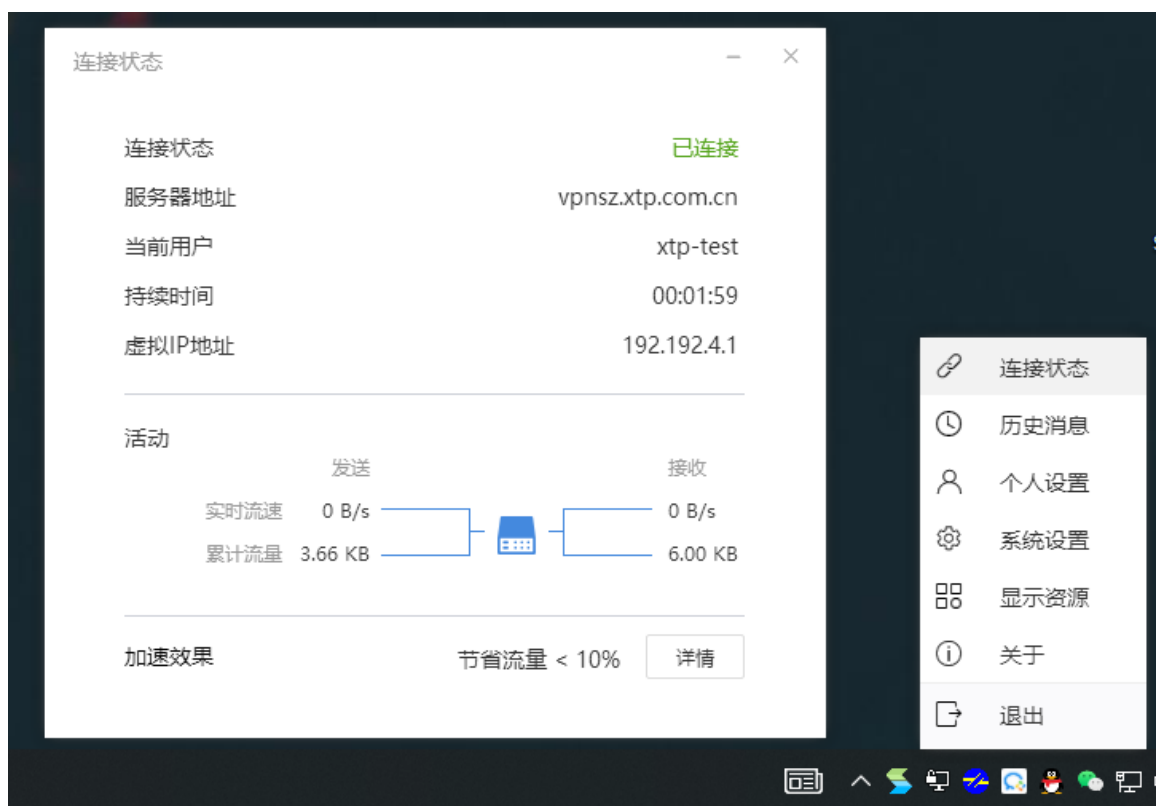 连接状态
连接状态 已连接
服务器地址 vpnsz.xtp.com.cn
当前用户 xtp-test
持续时间 00:01:59
虚拟IP地址 192.192.4.1
活动
发送 接收
实时流速 0 B/s 0 B/s
累计流量 3.66 KB 6.00 KB
加速效果 节省流量 < 10% 详情
连接状态
历史消息
个人设置
系统设置
显示资源
关于
退出